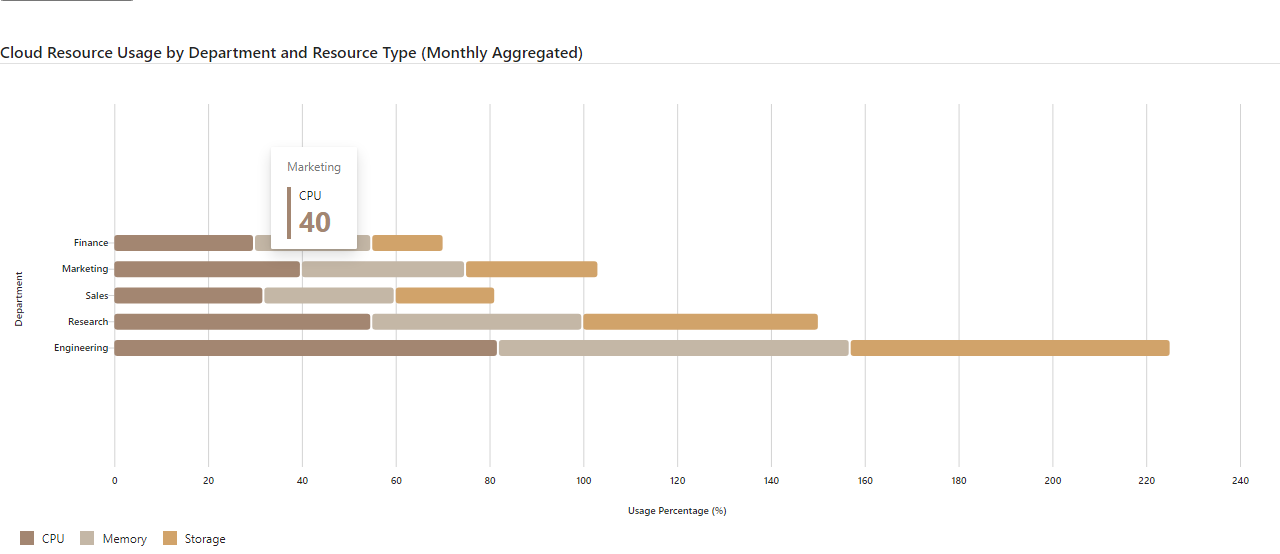 Cloud Resource Usage by Department and Resource Type (Monthly Aggregated)
Marketing
CPU
40
Department
Finance
Marketing
Sales
Research
Engineering
0 20 40 60 80 100 120 140 160 180 200 220 240
Usage Percentage (%)
CPU Memory Storage